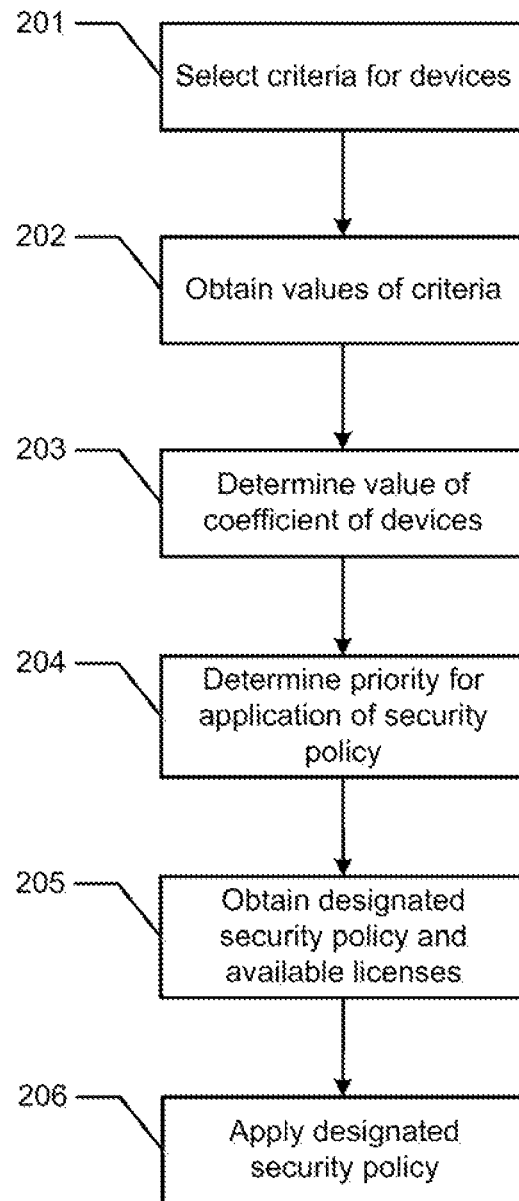 201
Select criteria for devices
202
Obtain values of criteria
203
Determine value of
coefficient of devices
204
Determine priority for
application of security
policy
205
Obtain designated
security policy and
available licenses
206
Apply designated
security policy